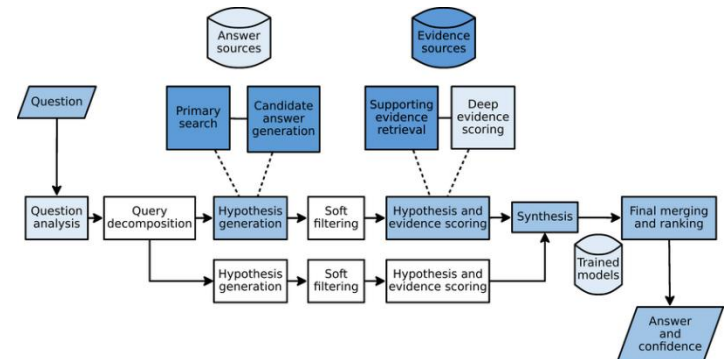 Answer
sources
Evidence
sources
Question
Primary
search
Candidate
answer
generation
Supporting
evidence
retrieval
Deep
evidence
scoring
Question
analysis
Query
decomposition
Hypothesis
generation
Soft
filtering
Hypothesis and
evidence scoring
Synthesis
Final merging
and ranking
Hypothesis
generation
Soft
filtering
Hypothesis and
evidence scoring
Trained
models
Answer
and
confidence